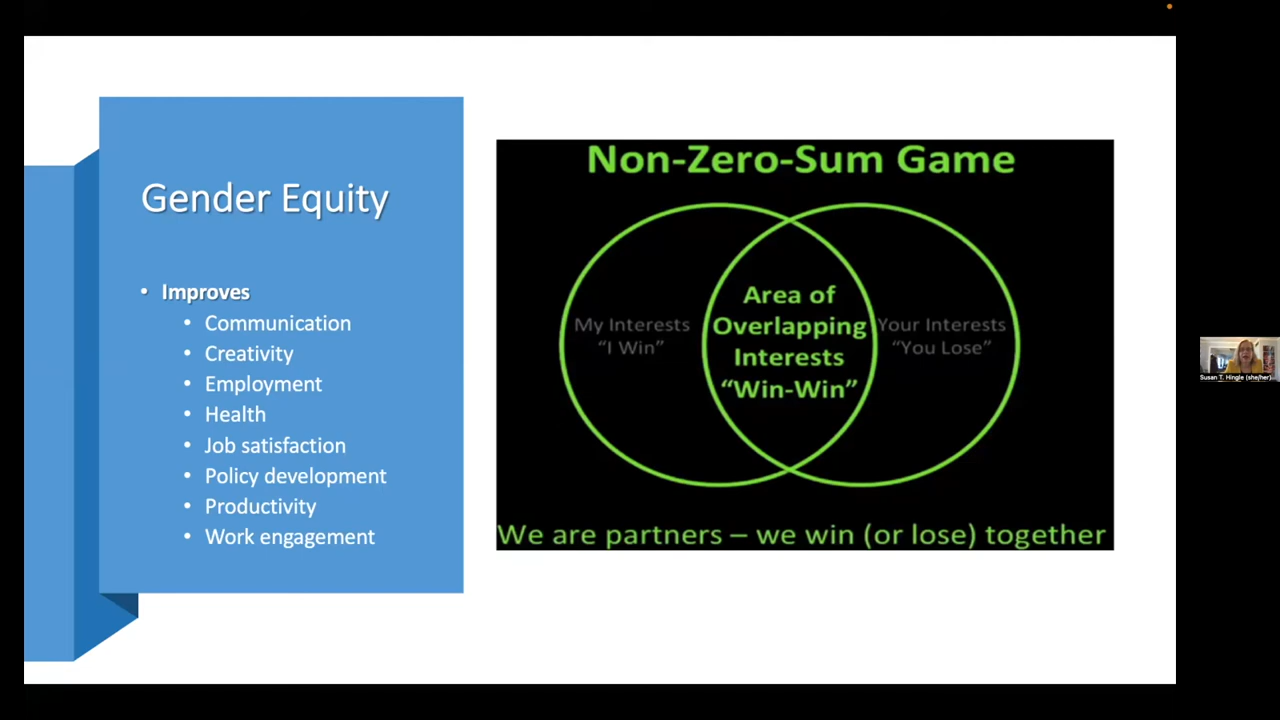 Gender Equity
• Improves
• Communication
• Creativity
• Employment
• Health
• Job satisfaction
• Policy development
• Productivity
• Work engagement
Non-Zero-Sum Game
My Interests
“I Win”
Area of
Overlapping
Interests
“Win-Win”
Your Interests
“You Lose”
We are partners – we win (or lose) together
Susan T. Hingle (she/her)